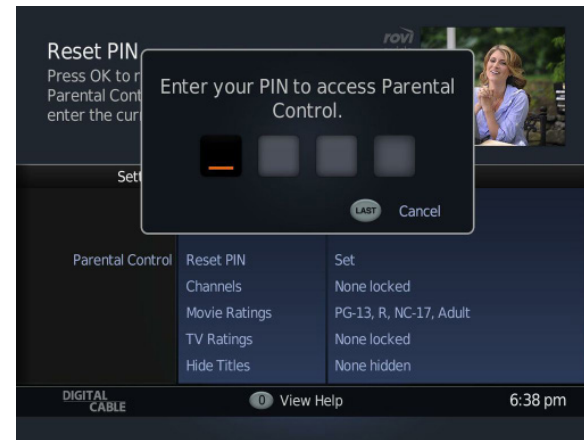 rovi
Reset PIN
Press OK to r
Parental Cont
enter the cur
Enter your PIN to access Parental
Control.
LAST Cancel
Sett
Parental Control Reset PIN Set
Channels None locked
Movie Ratings PG-13, R, NC-17, Adult
TV Ratings None locked
Hide Titles None hidden
DIGITAL
CABLE
0 View Help
6:38 pm